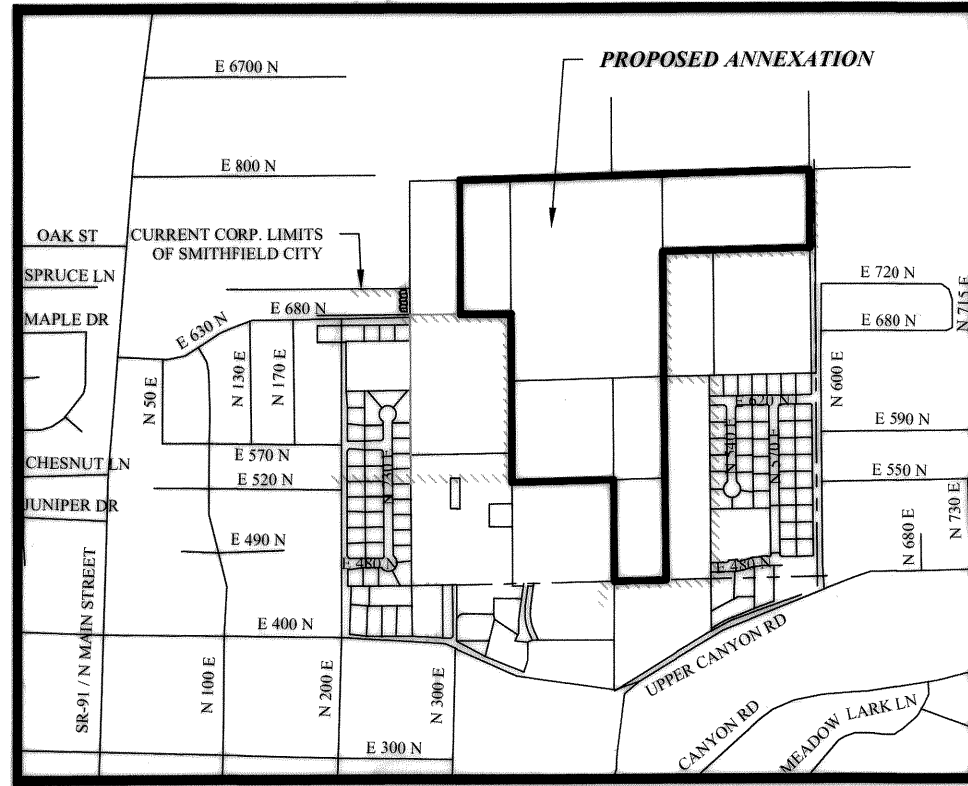 PROPOSED ANNEXATION
E 6700 N
E 800 N
OAK ST
CURRENT CORP. LIMITS
OF SMITHFIELD CITY
SPRUCE LN
E 720 N
N 715 E
E 680 N
MAPLE DR
E 630 N
E 680 N
N 50 E
N 130 E
N 170 E
N 600 E
E 620 N
E 590 N
E 570 N
CHESNUT LN
E 520 N
E 550 N
JUNIPER DR
N 570 E
N 730 E
N 680 E
E 490 N
E 480 N
E 480 N
E 400 N
SR-91 / N MAIN STREET
N 100 E
N 200 E
N 300 E
UPPER CANYON RD
CANYON RD
MEADOW LARK LN
E 300 N